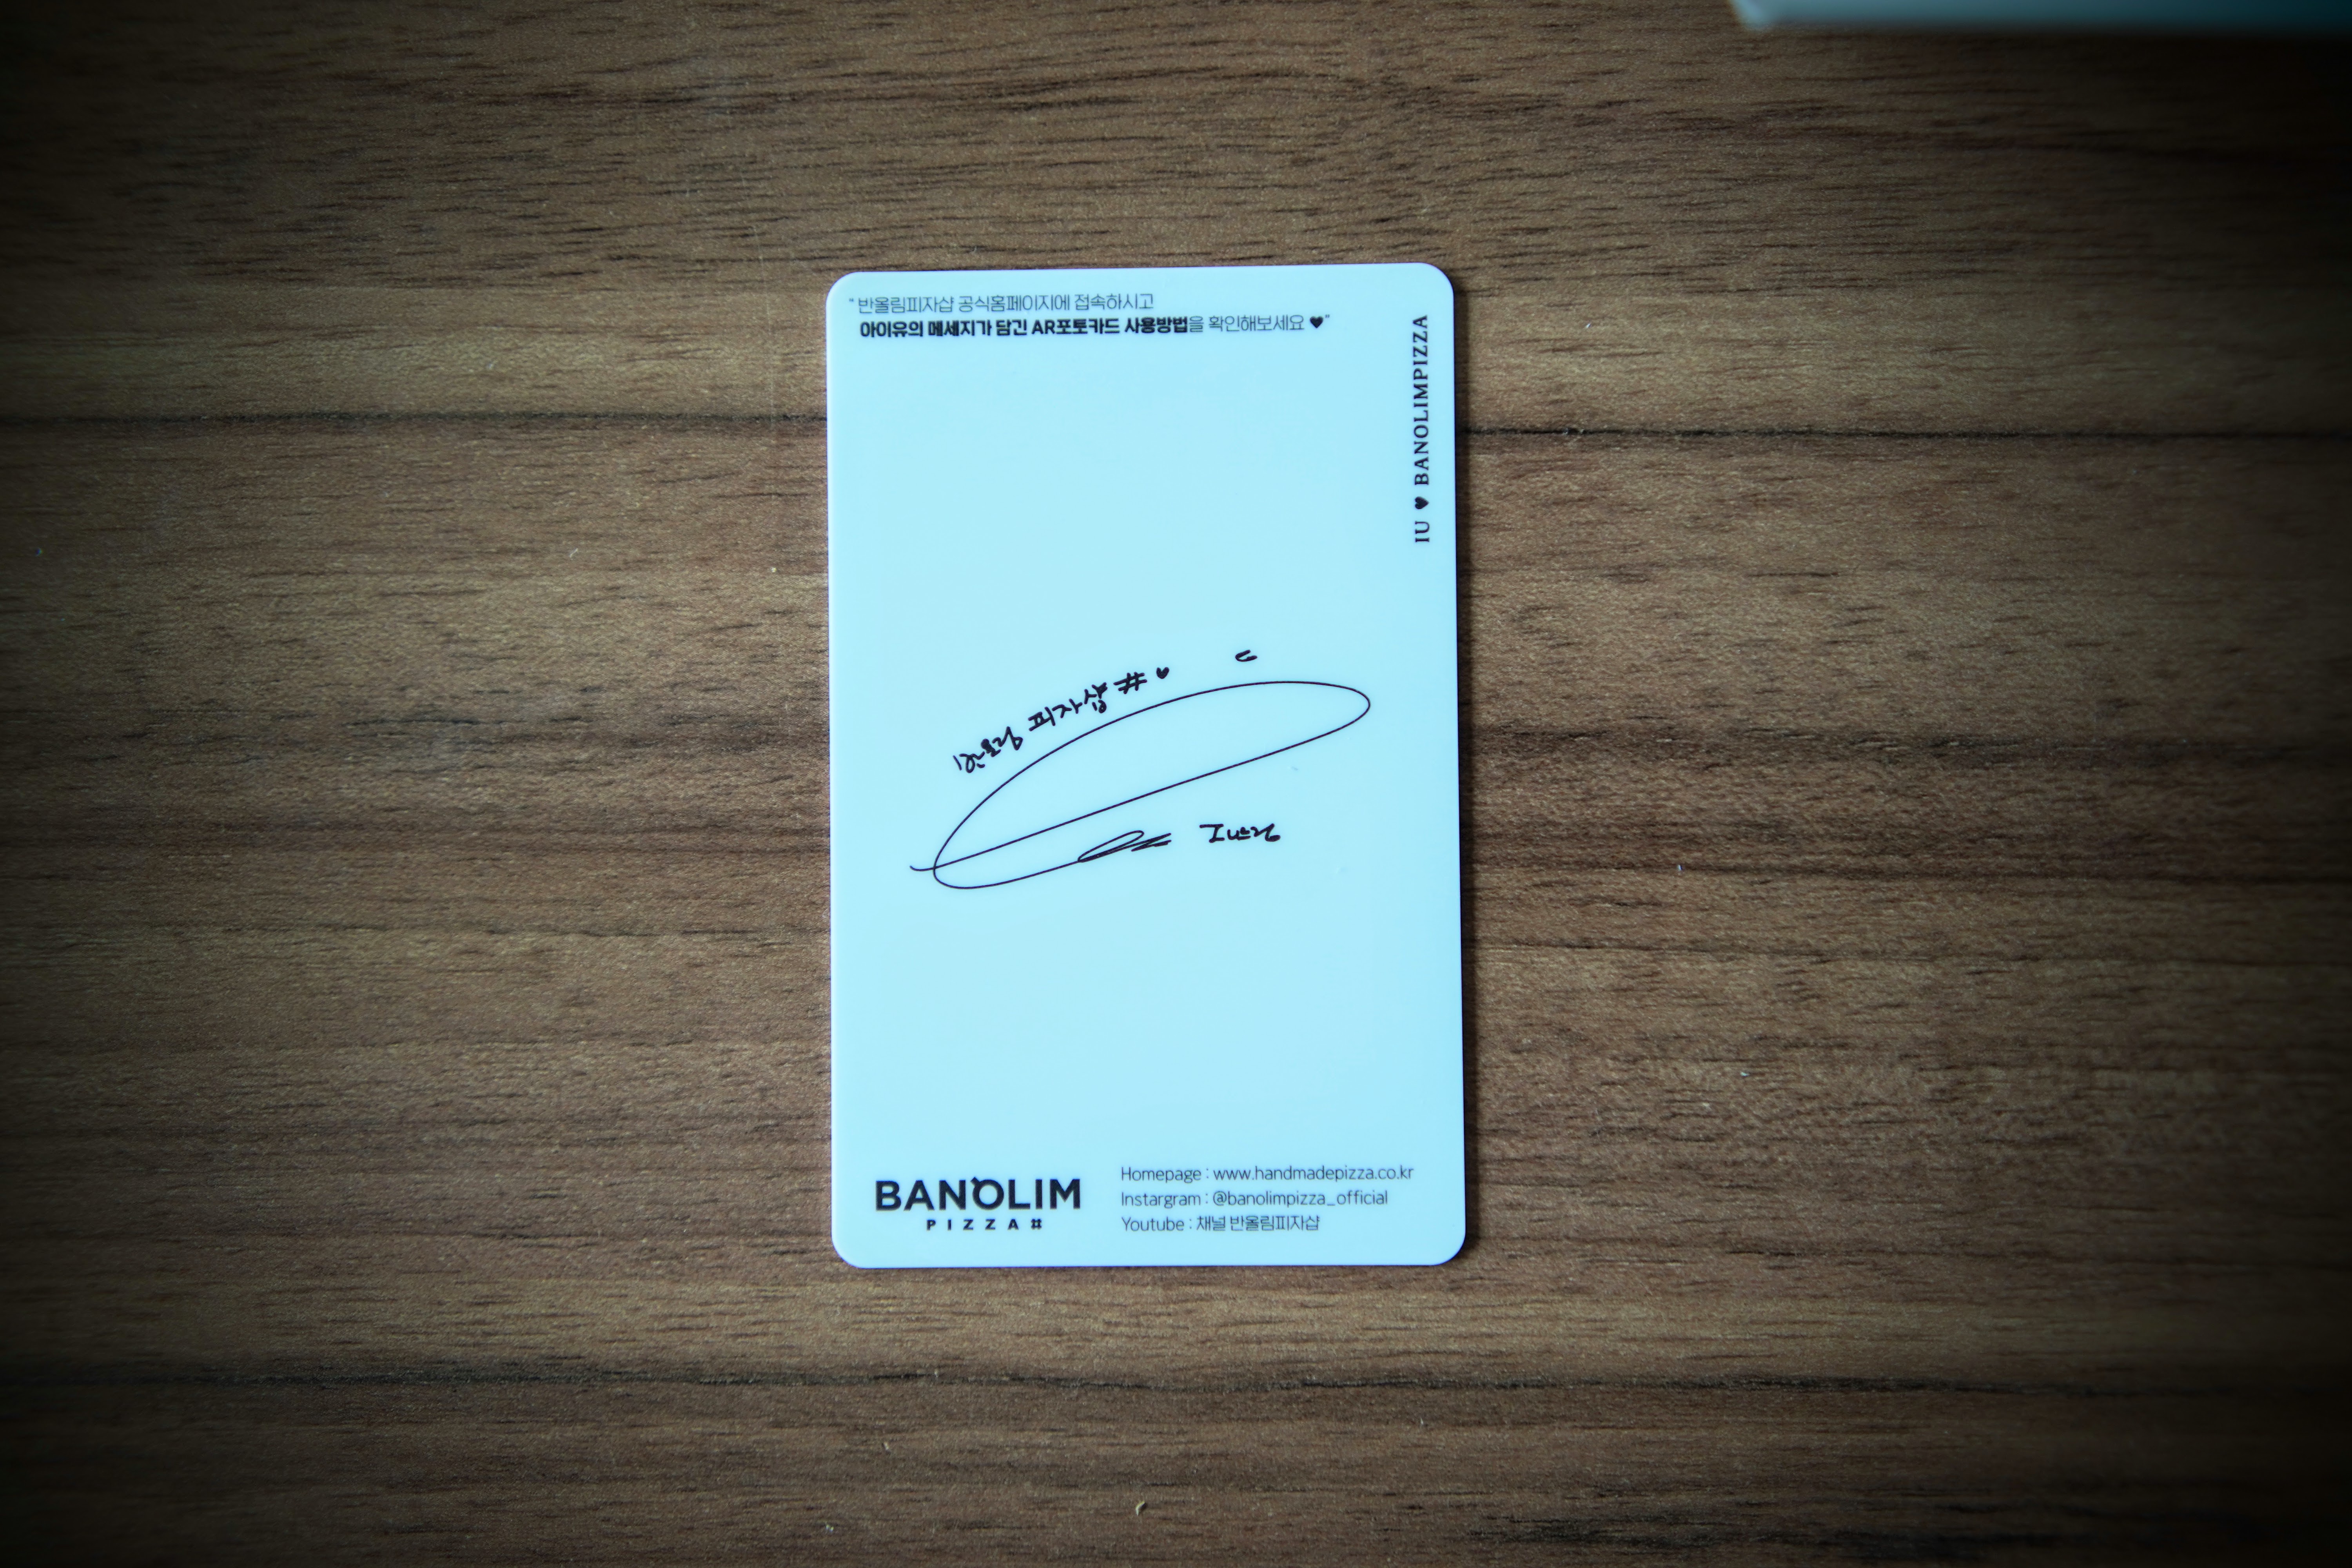 " 반올림피자샵 공식홈페이지에 접속하시고
아이유의 메세지가 담긴 AR포토카드 사용방법을 확인해보세요 ♥"
IU ♥ BANOLIMPIZZA
반올림 피자샵 # ♥
BANOLIM
PIZZA #
Homepage : www.handmadepizza.co.kr
Instargram : @banolimpizza_official
Youtube : 채널 반올림피자샵